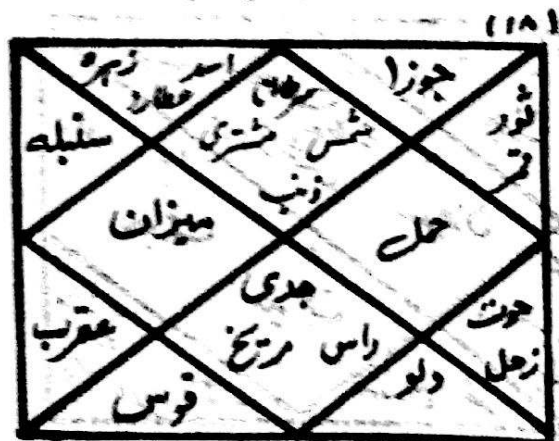 (۱۸)
جوزا
اسد زہرہ
عطارد
سرطان
شمس مشتری
ذنب
ثور
قمر
سنبلہ
میزان
حمل
جدی
راس مریخ
حوت
زحل
دلو
عقرب
قوس